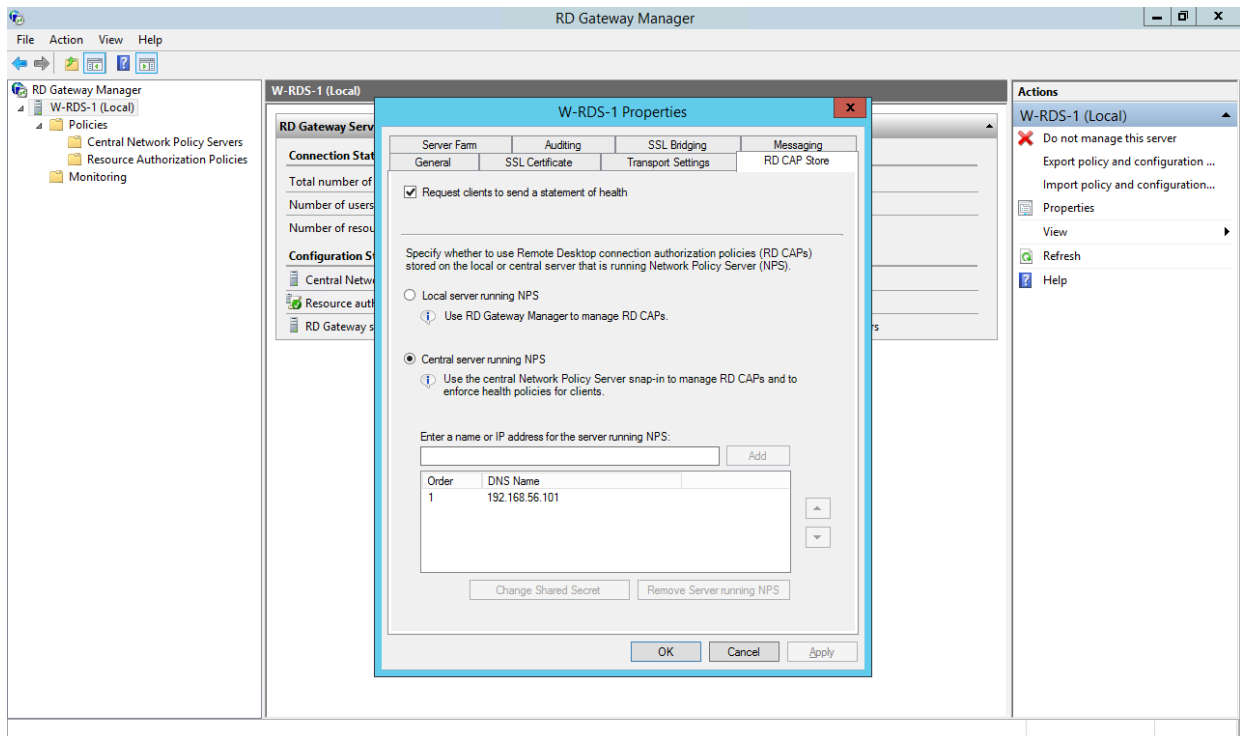 RD Gateway Manager
File Action View Help
RD Gateway Manager
W-RDS-1 (Local)
Policies
Central Network Policy Servers
Resource Authorization Policies
Monitoring
W-RDS-1 (Local)
RD Gateway Serv
Connection Stat
Total number of
Number of users
Number of resou
Configuration S
Central Netw
Resource auth
RD Gateway s
rs
W-RDS-1 Properties
Server Farm Auditing SSL Bridging Messaging
General SSL Certificate Transport Settings RD CAP Store
Request clients to send a statement of health
Specify whether to use Remote Desktop connection authorization policies (RD CAPs)
stored on the local or central server that is running Network Policy Server (NPS).
Local server running NPS
Use RD Gateway Manager to manage RD CAPs.
Central server running NPS
Use the central Network Policy Server snap-in to manage RD CAPs and to
enforce health policies for clients.
Enter a name or IP address for the server running NPS:
Add
Order DNS Name
1 192.168.56.101
Change Shared Secret Remove Server running NPS
OK Cancel Apply
Actions
W-RDS-1 (Local)
Do not manage this server
Export policy and configuration ...
Import policy and configuration...
Properties
View
Refresh
Help